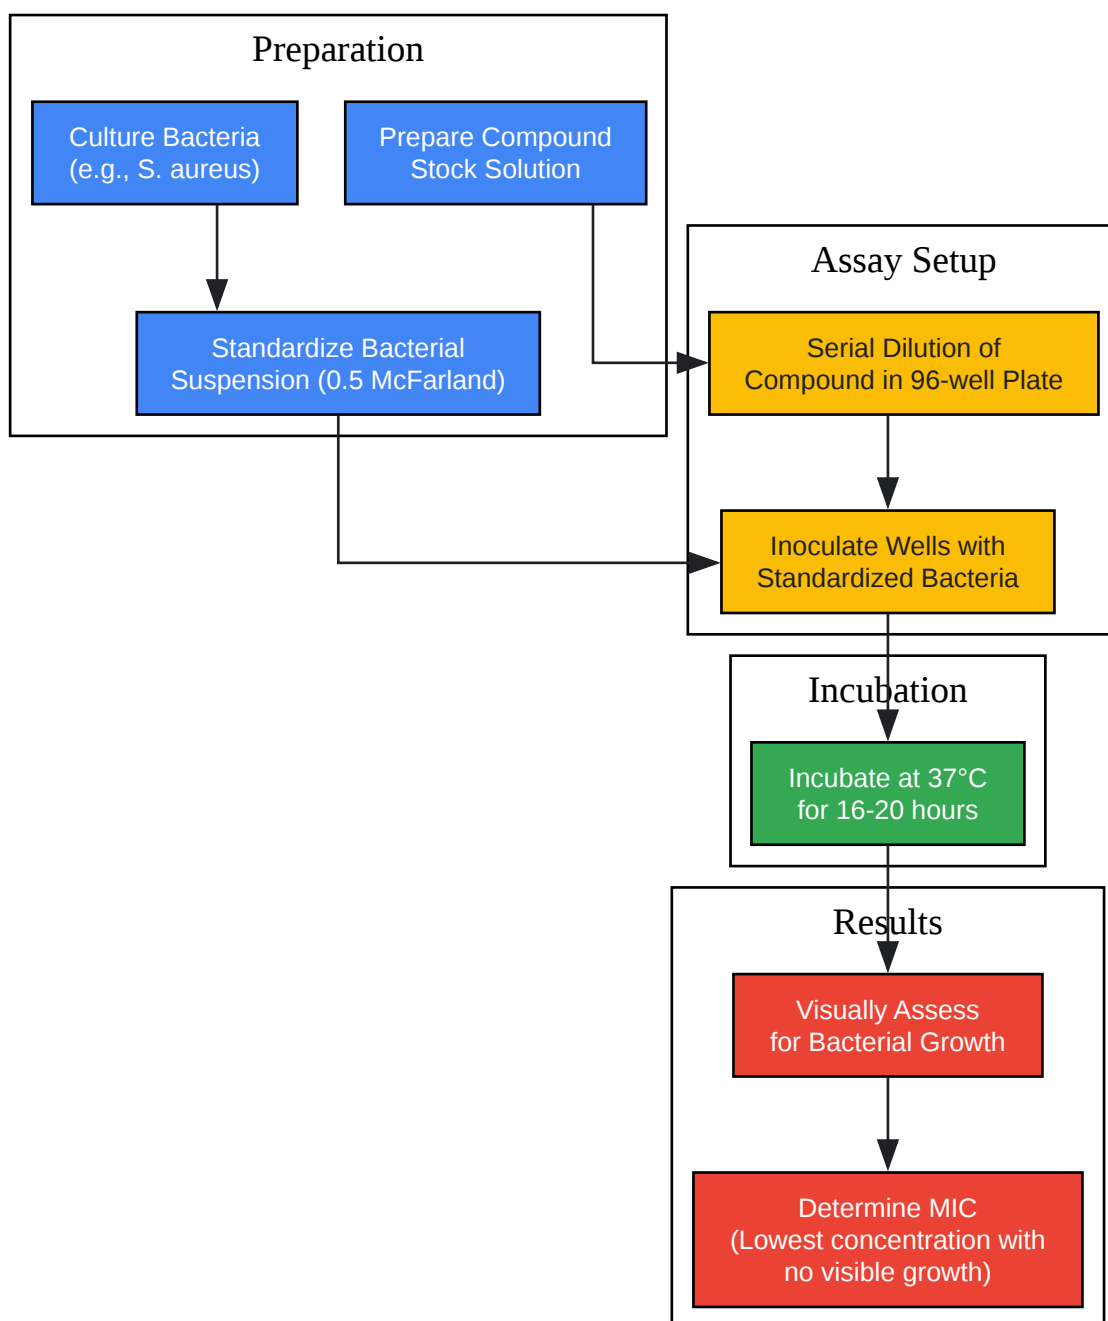 Preparation
Culture Bacteria
(e.g., S. aureus)
Prepare Compound
Stock Solution
Standardize Bacterial
Suspension (0.5 McFarland)
Assay Setup
Serial Dilution of
Compound in 96-well Plate
Inoculate Wells with
Standardized Bacteria
Incubation
Incubate at 37°C
for 16-20 hours
Results
Visually Assess
for Bacterial Growth
Determine MIC
(Lowest concentration with
no visible growth)